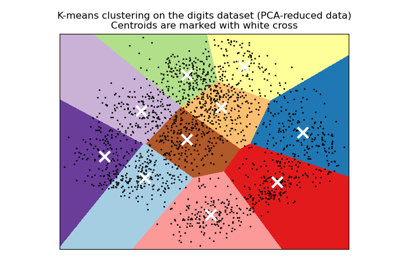 K-means clustering on the digits dataset (PCA-reduced data)
Centroids are marked with white cross